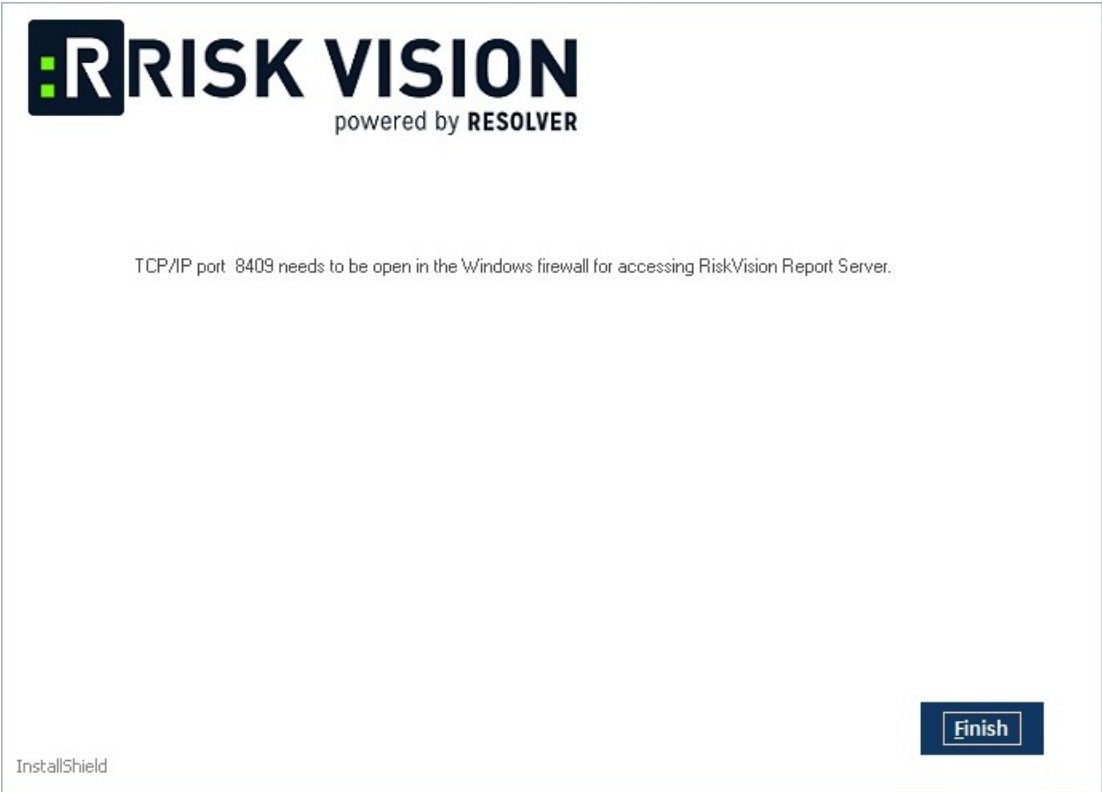 :R RISK VISION
powered by RESOLVER
TCP/IP port  8409 needs to be open in the Windows firewall for accessing RiskVision Report Server.
Finish
InstallShield